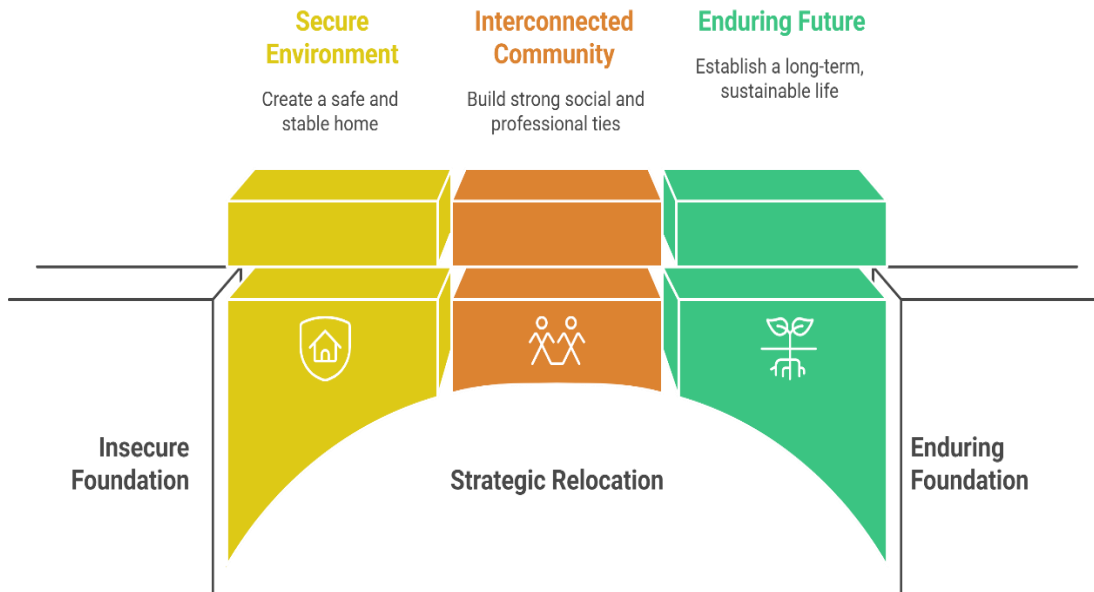 Secure
Environment
Create a safe and
stable home
Interconnected
Community
Build strong social and
professional ties
Enduring Future
Establish a long-term,
sustainable life
Insecure
Foundation
Strategic Relocation
Enduring
Foundation